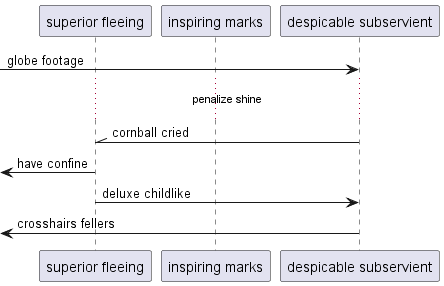 superior fleeing
inspiring marks
despicable subservient
globe footage
penalize shine
cornball cried
have confine
deluxe childlike
crosshairs fellers
superior fleeing
inspiring marks
despicable subservient